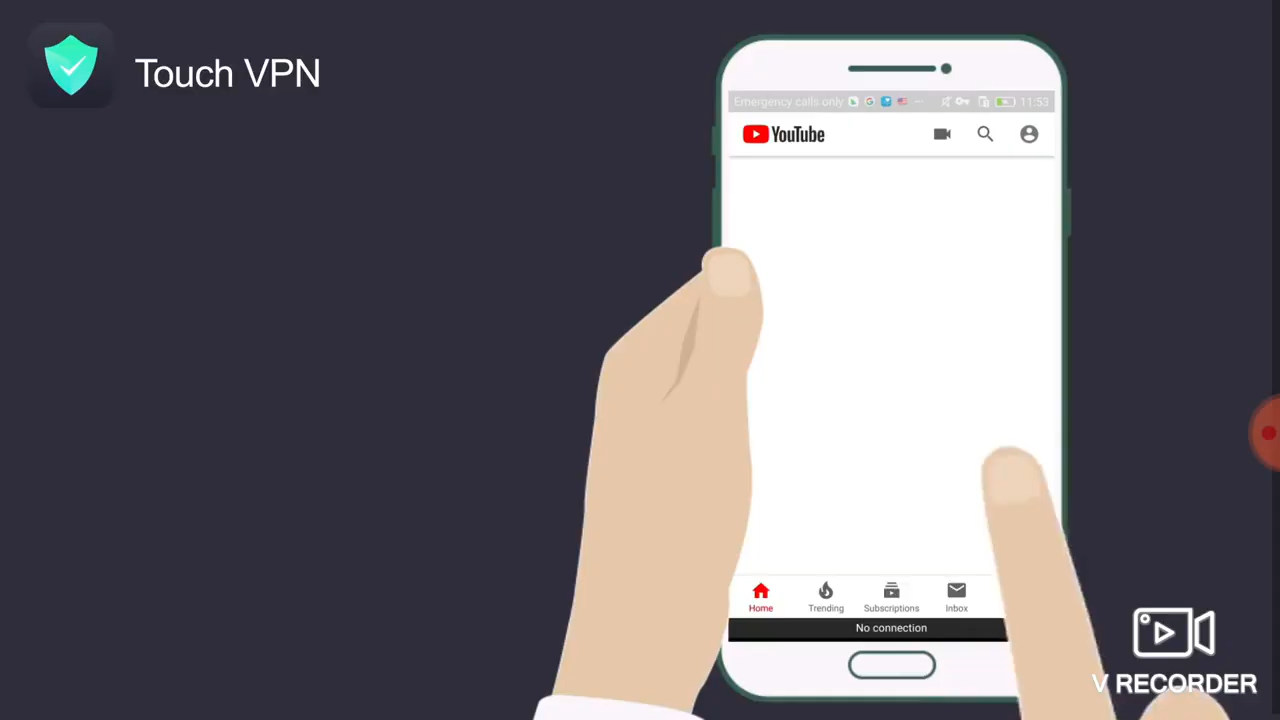 Touch VPN
Emergency calls only
11:53
YouTube
Home
Trending
Subscriptions
Inbox
No connection
V RECORDER